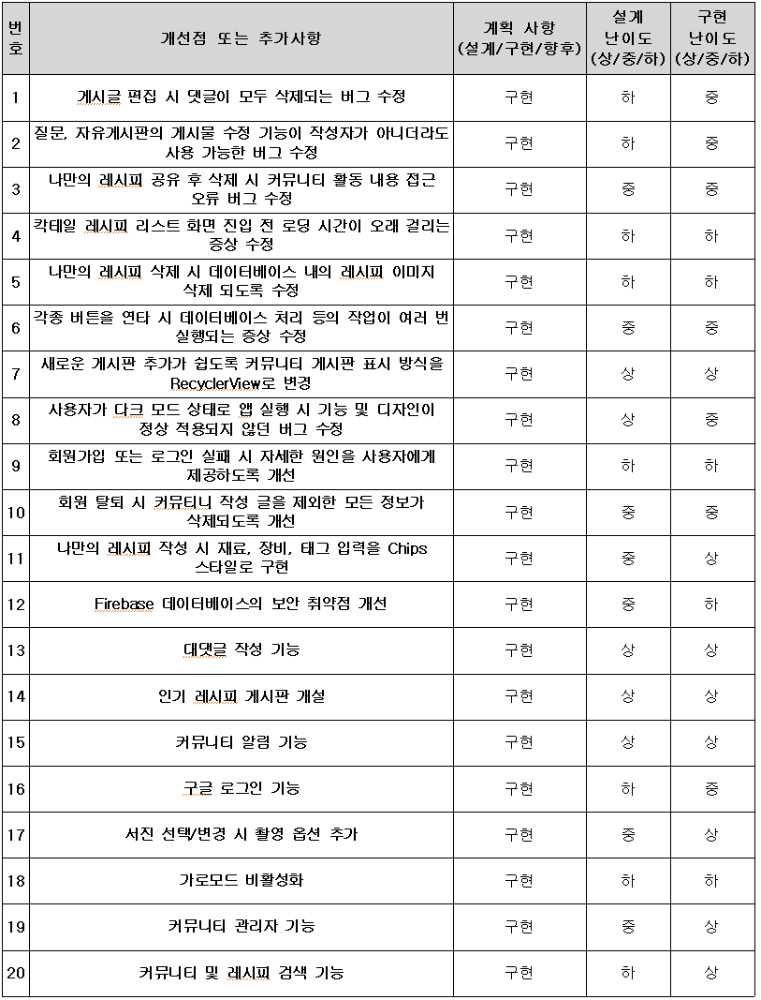 번호
개선점 또는 추가사항
계획 사항
(설계/구현/향후)
설계
난이도
(상/중/하)
구현
난이도
(상/중/하)
1
게시글 편집 시 댓글이 모두 삭제되는 버그 수정
구현
하
중
2
질문, 자유게시판의 게시물 수정 기능이 작성자가 아니더라도
사용 가능한 버그 수정
구현
하
중
3
나만의 레시피 공유 후 삭제 시 커뮤니티 활동 내용 접근
오류 버그 수정
구현
중
중
4
칵테일 레시피 리스트 화면 진입 전 로딩 시간이 오래 걸리는
증상 수정
구현
하
하
5
나만의 레시피 삭제 시 데이터베이스 내의 레시피 이미지
삭제 되도록 수정
구현
하
하
6
각종 버튼을 연타 시 데이터베이스 처리 등의 작업이 여러 번
실행되는 증상 수정
구현
중
중
7
새로운 게시판 추가가 쉽도록 커뮤니티 게시판 표시 방식을
RecyclerView로 변경
구현
상
상
8
사용자가 다크 모드 상태로 앱 실행 시 기능 및 디자인이
정상 적용되지 않던 버그 수정
구현
상
중
9
회원가입 또는 로그인 실패 시 자세한 원인을 사용자에게
제공하도록 개선
구현
하
하
10
회원 탈퇴 시 커뮤티니 작성 글을 제외한 모든 정보가
삭제되도록 개선
구현
중
중
11
나만의 레시피 작성 시 재료, 장비, 태그 입력을 Chips
스타일로 구현
구현
중
상
12
Firebase 데이터베이스의 보안 취약점 개선
구현
중
하
13
대댓글 작성 기능
구현
상
상
14
인기 레시피 게시판 개설
구현
상
상
15
커뮤니티 알림 기능
구현
상
상
16
구글 로그인 기능
구현
하
중
17
서진 선택/변경 시 촬영 옵션 추가
구현
중
상
18
가로모드 비활성화
구현
하
하
19
커뮤니티 관리자 기능
구현
중
상
20
커뮤니티 및 레시피 검색 기능
구현
하
상